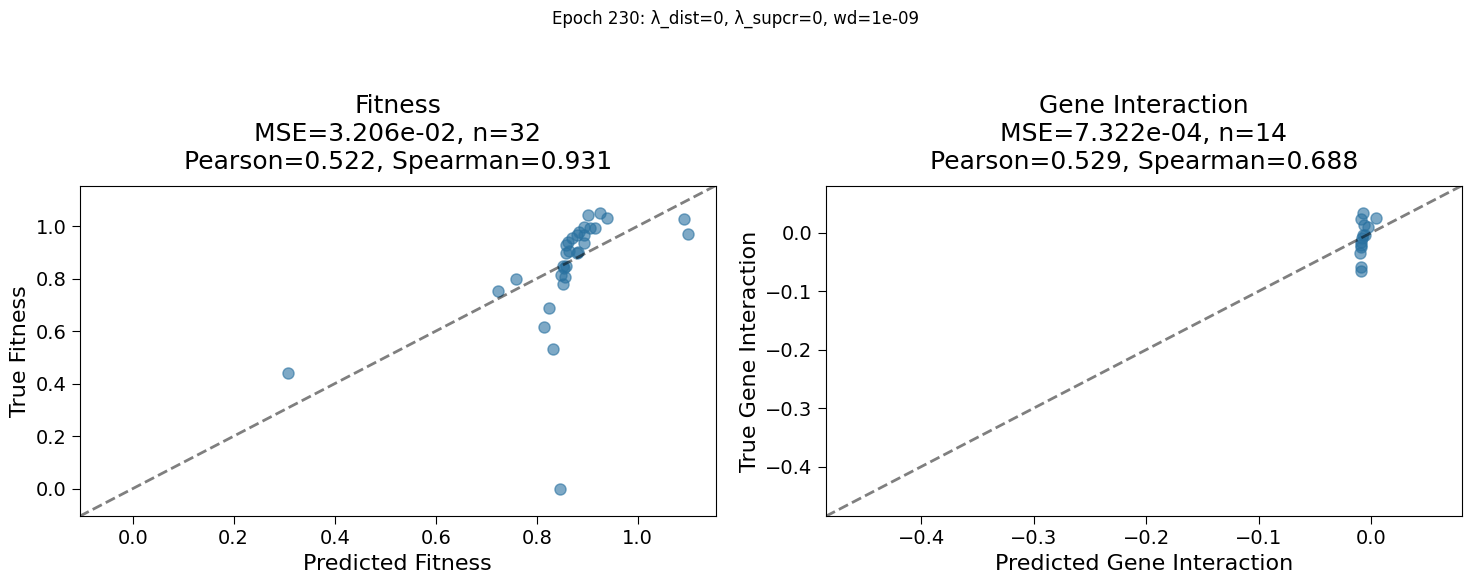 Epoch 230: λ_dist=0, λ_supcr=0, wd=1e-09
Fitness
MSE=3.206e-02, n=32
Pearson=0.522, Spearman=0.931
True Fitness
1.0
0.8
0.6
0.4
0.2
0.0
0.0 0.2 0.4 0.6 0.8 1.0
Predicted Fitness
Gene Interaction
MSE=7.322e-04, n=14
Pearson=0.529, Spearman=0.688
True Gene Interaction
0.0
−0.1
−0.2
−0.3
−0.4
−0.4 −0.3 −0.2 −0.1 0.0
Predicted Gene Interaction